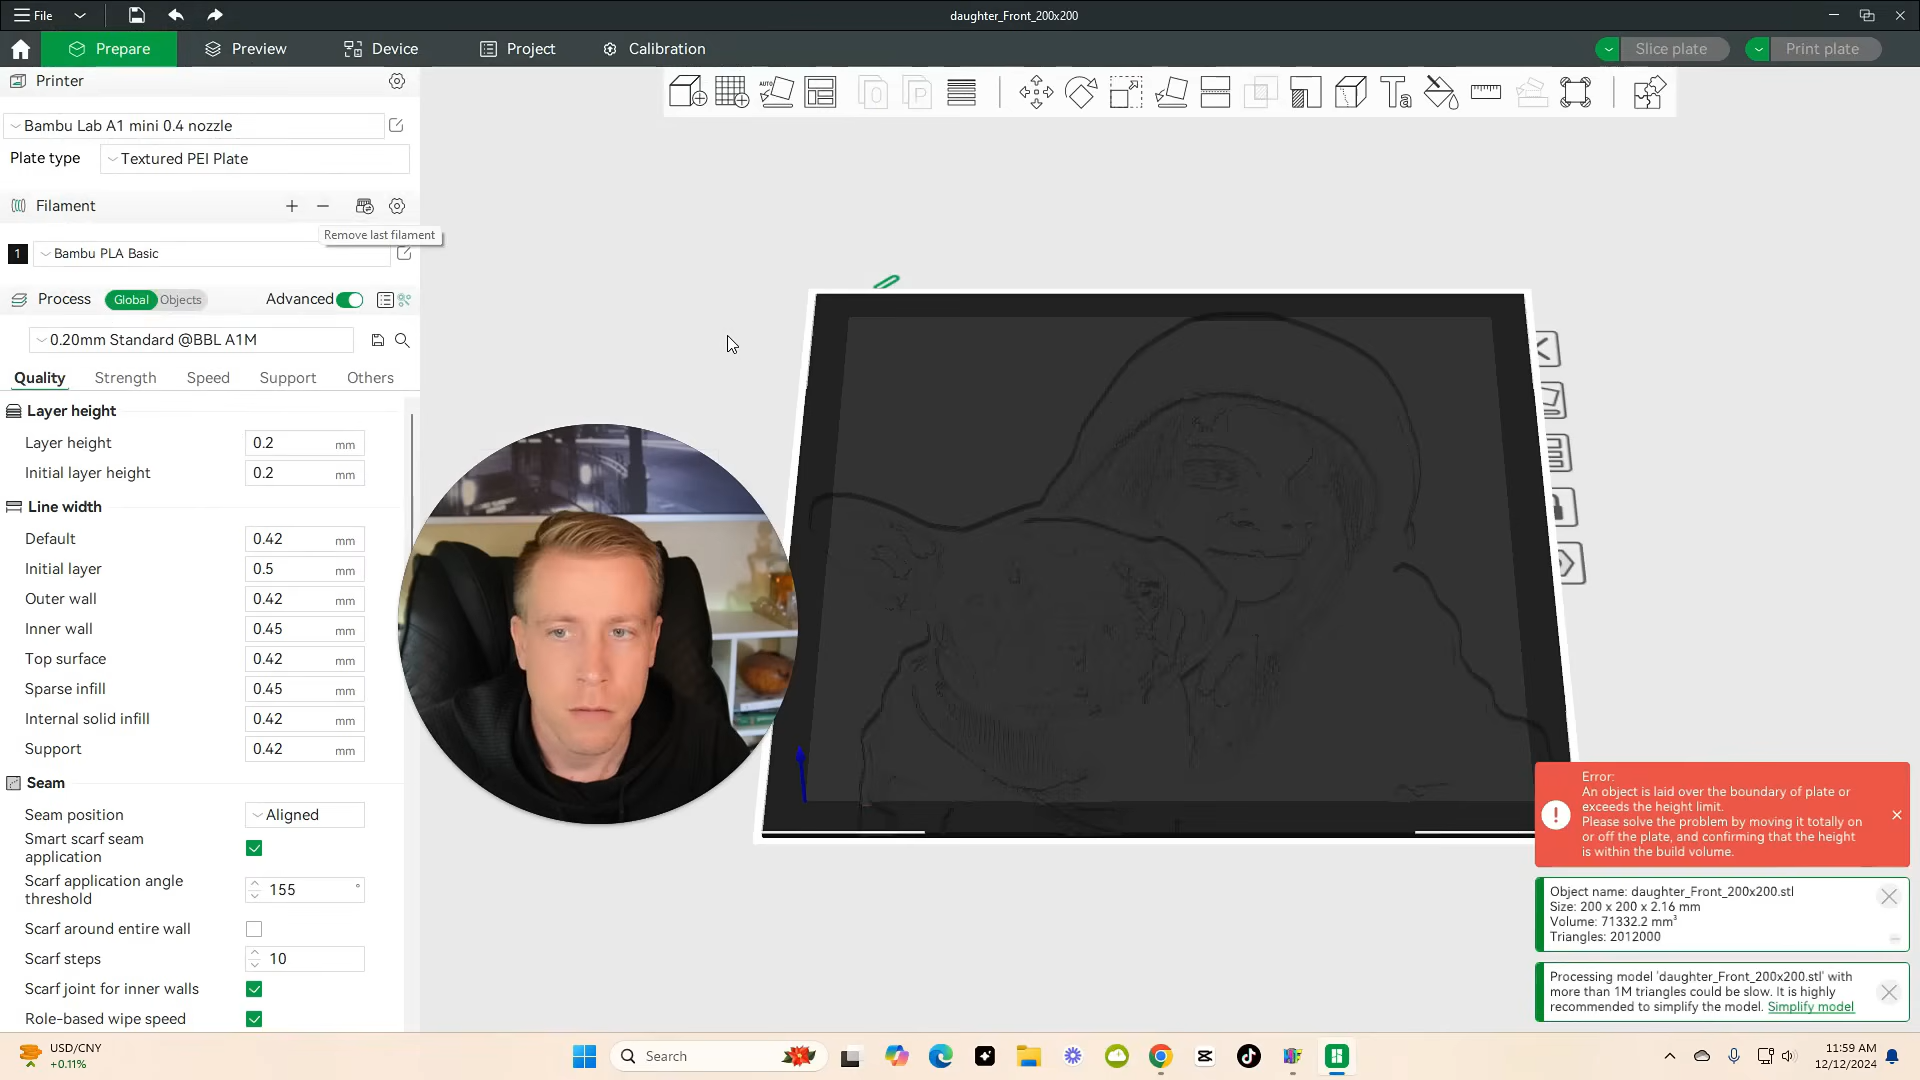 File
daughter_Front_200x200
Prepare
Preview
Device
Project
Calibration
Slice plate
Print plate
Printer
Bambu Lab A1 mini 0.4 nozzle
Plate type
Textured PEI Plate
Filament
Remove last filament
1
Bambu PLA Basic
Process
Global
Objects
Advanced
0.20mm Standard @BBL A1M
Quality
Strength
Speed
Support
Others
Layer height
Layer height 0.2 mm
Initial layer height 0.2 mm
Line width
Default 0.42 mm
Initial layer 0.5 mm
Outer wall 0.42 mm
Inner wall 0.45 mm
Top surface 0.42 mm
Sparse infill 0.45 mm
Internal solid infill 0.42 mm
Support 0.42 mm
Seam
Seam position Aligned
Smart scarf seam
application
Scarf application angle
threshold
155 °
Scarf around entire wall
Scarf steps 10
Scarf joint for inner walls
Role-based wipe speed
Error:
An object is laid over the boundary of plate or
exceeds the height limit.
Please solve the problem by moving it totally on
or off the plate, and confirming that the height
is within the build volume.
Object name: daughter_Front_200x200.stl
Size: 200 x 200 x 2.16 mm
Volume: 71332.2 mm³
Triangles: 2012000
Processing model 'daughter_Front_200x200.stl' with
more than 1M triangles could be slow. It is highly
recommended to simplify the model. Simplify model
USD/CNY
+0.11%
Search
11:59 AM
12/12/2024